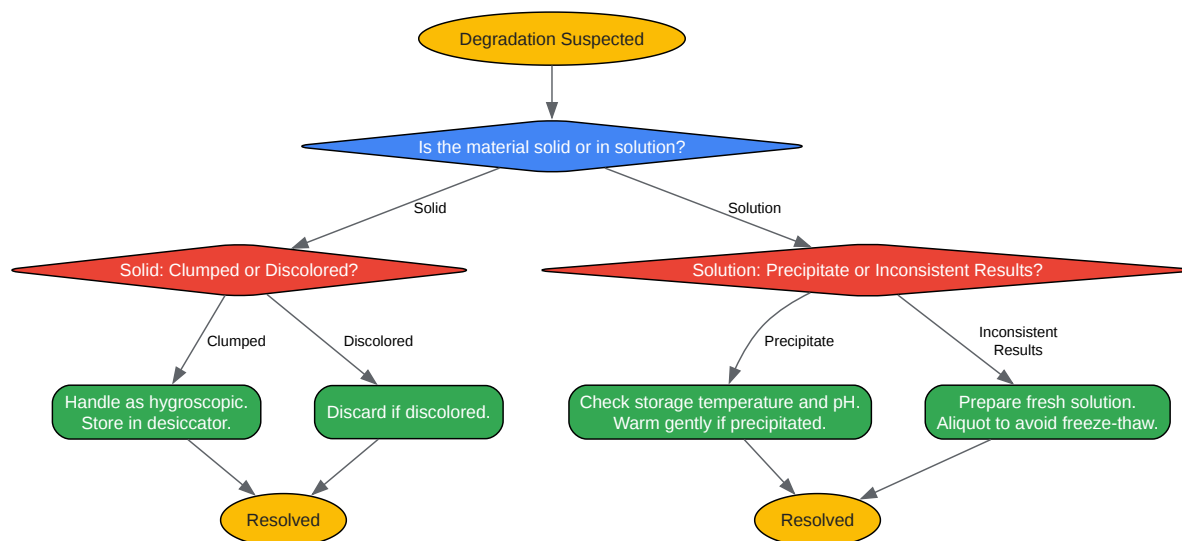 Degradation Suspected
Is the material solid or in solution?
Solid
Solution
Solid: Clumped or Discolored?
Solution: Precipitate or Inconsistent Results?
Clumped
Discolored
Precipitate
Inconsistent
Results
Handle as hygroscopic.
Store in desiccator.
Discard if discolored.
Check storage temperature and pH.
Warm gently if precipitated.
Prepare fresh solution.
Aliquot to avoid freeze-thaw.
Resolved
Resolved